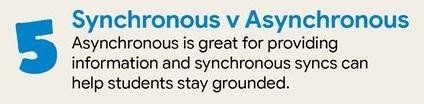 5
Synchronous v Asynchronous
Asynchronous is great for providing
information and synchronous syncs can
help students stay grounded.